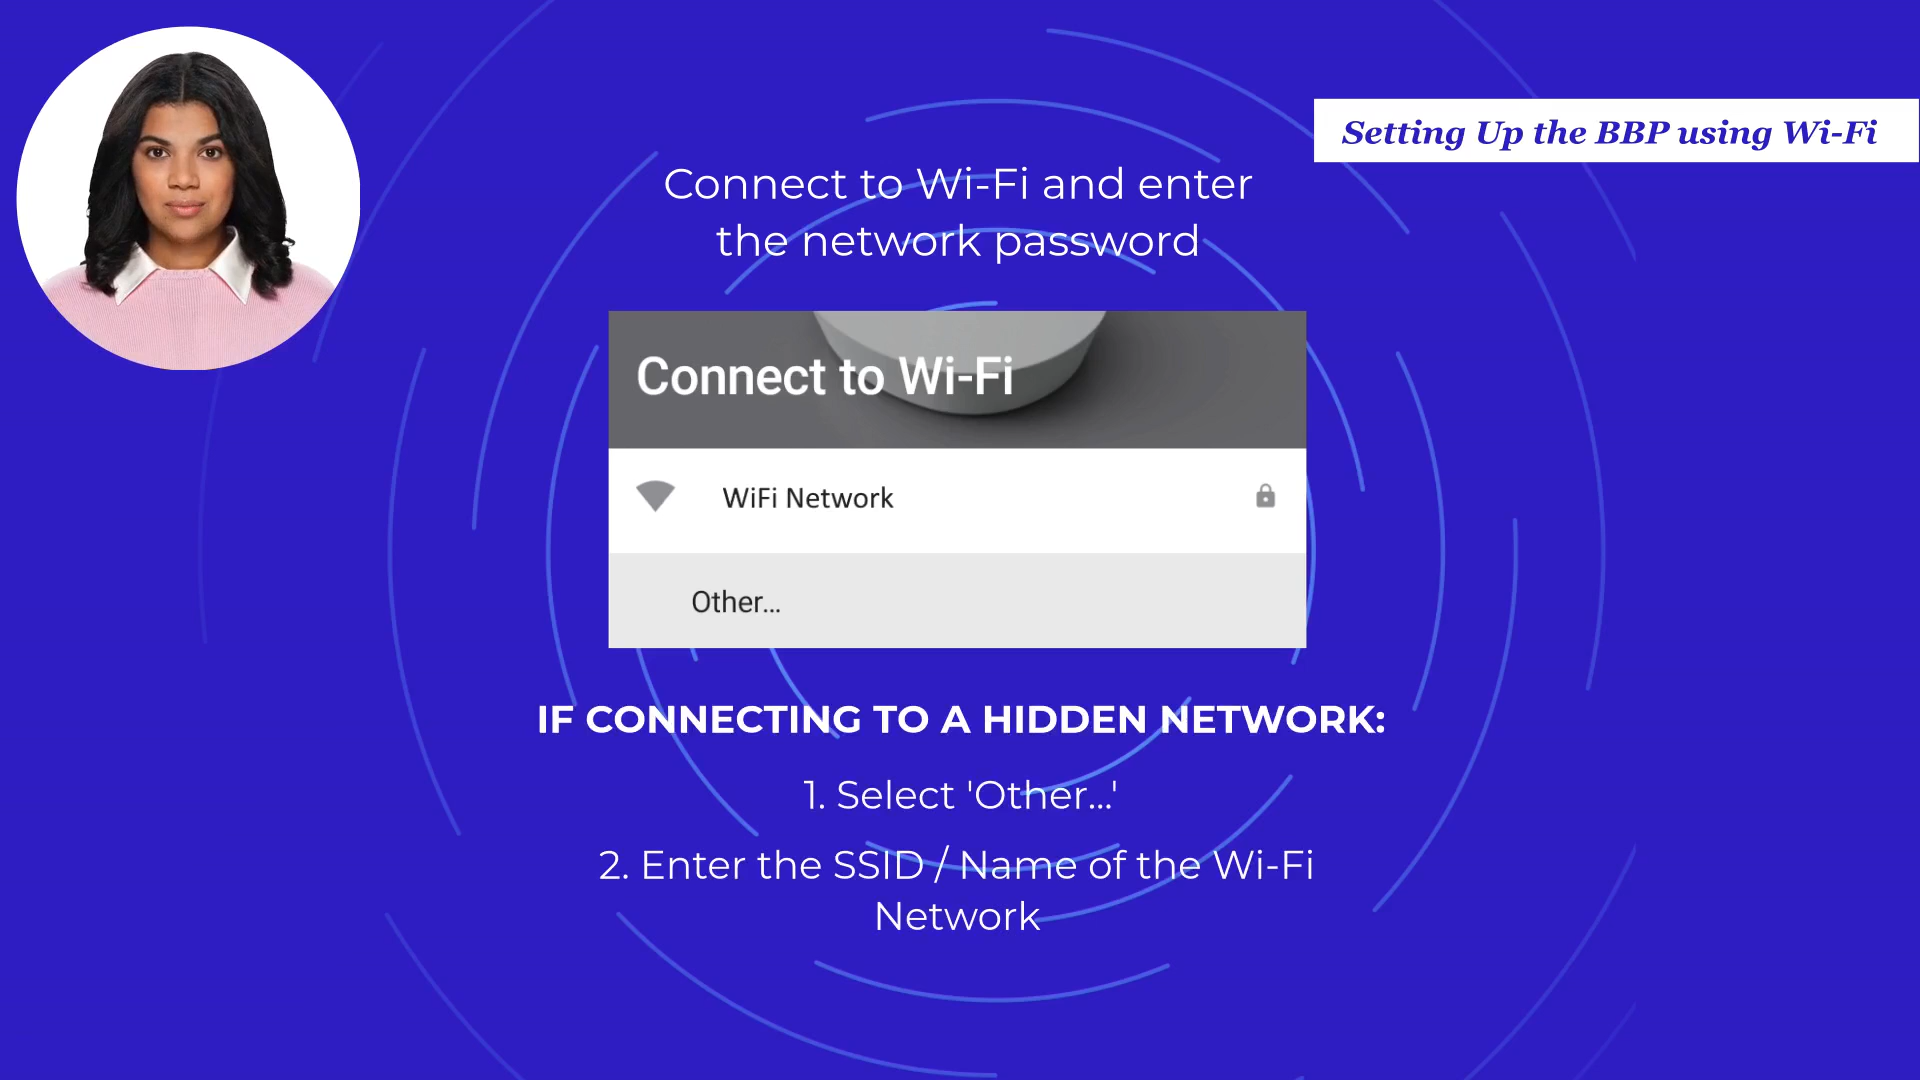 Setting Up the BBP using Wi-Fi
Connect to Wi-Fi and enter
the network password
Connect to Wi-Fi
WiFi Network
Other...
IF CONNECTING TO A HIDDEN NETWORK:
1. Select 'Other...'
2. Enter the SSID / Name of the Wi-Fi
Network